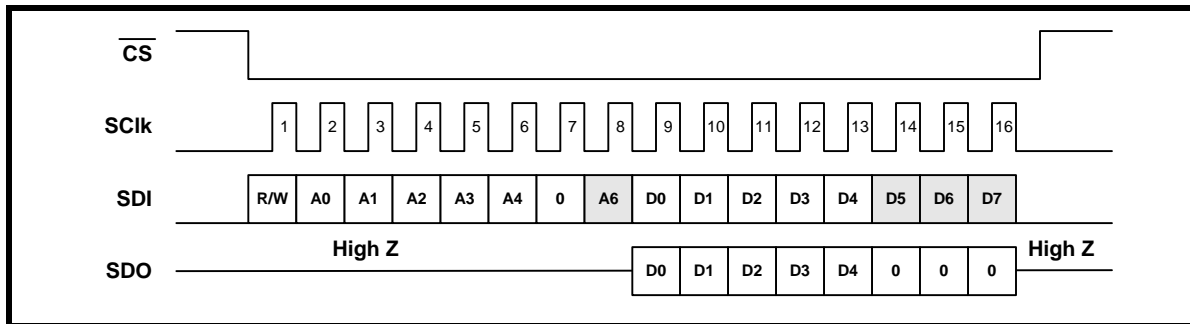 CS
SClk 1 2 3 4 5 6 7 8 9 10 11 12 13 14 15 16
SDI R/W A0 A1 A2 A3 A4 0 A6 D0 D1 D2 D3 D4 D5 D6 D7
High Z High Z
SDO D0 D1 D2 D3 D4 0 0 0